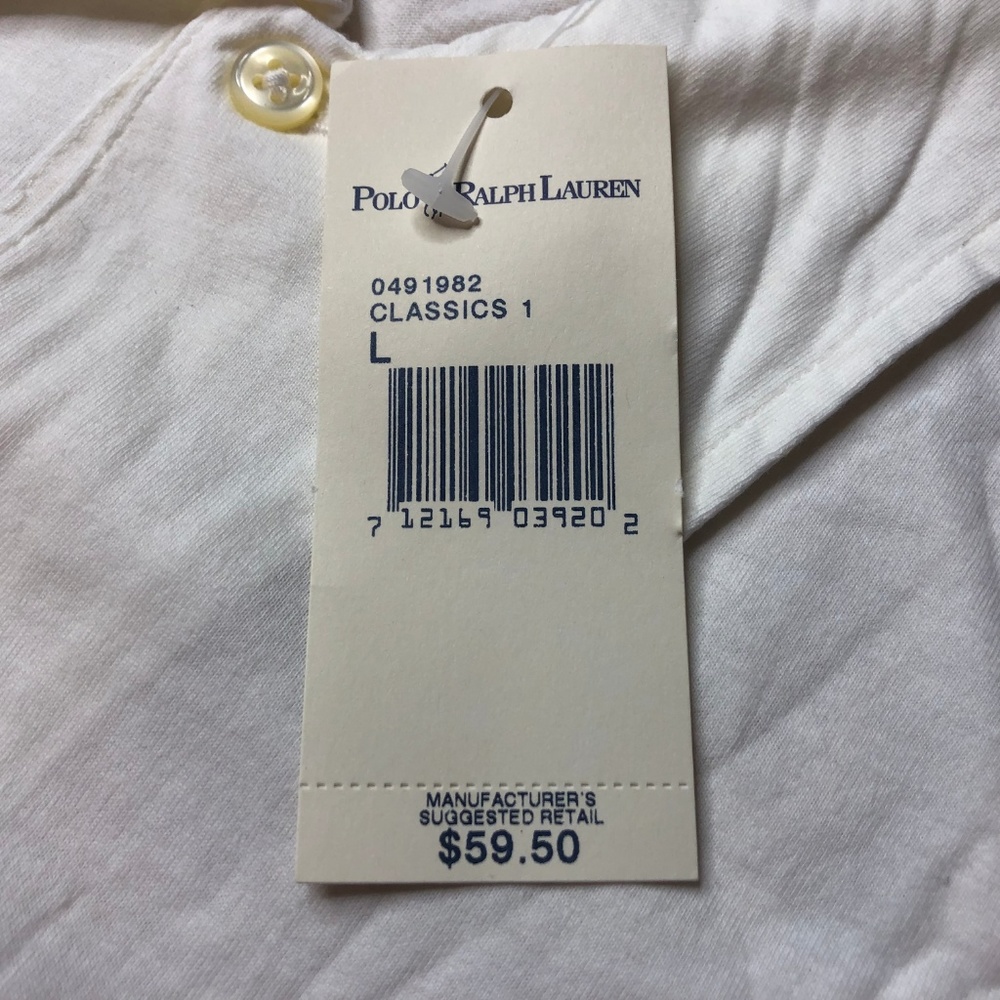 POLO RALPH LAUREN
0491982
CLASSICS 1
L
7 12169 03920 2
MANUFACTURER'S
SUGGESTED RETAIL
$59.50